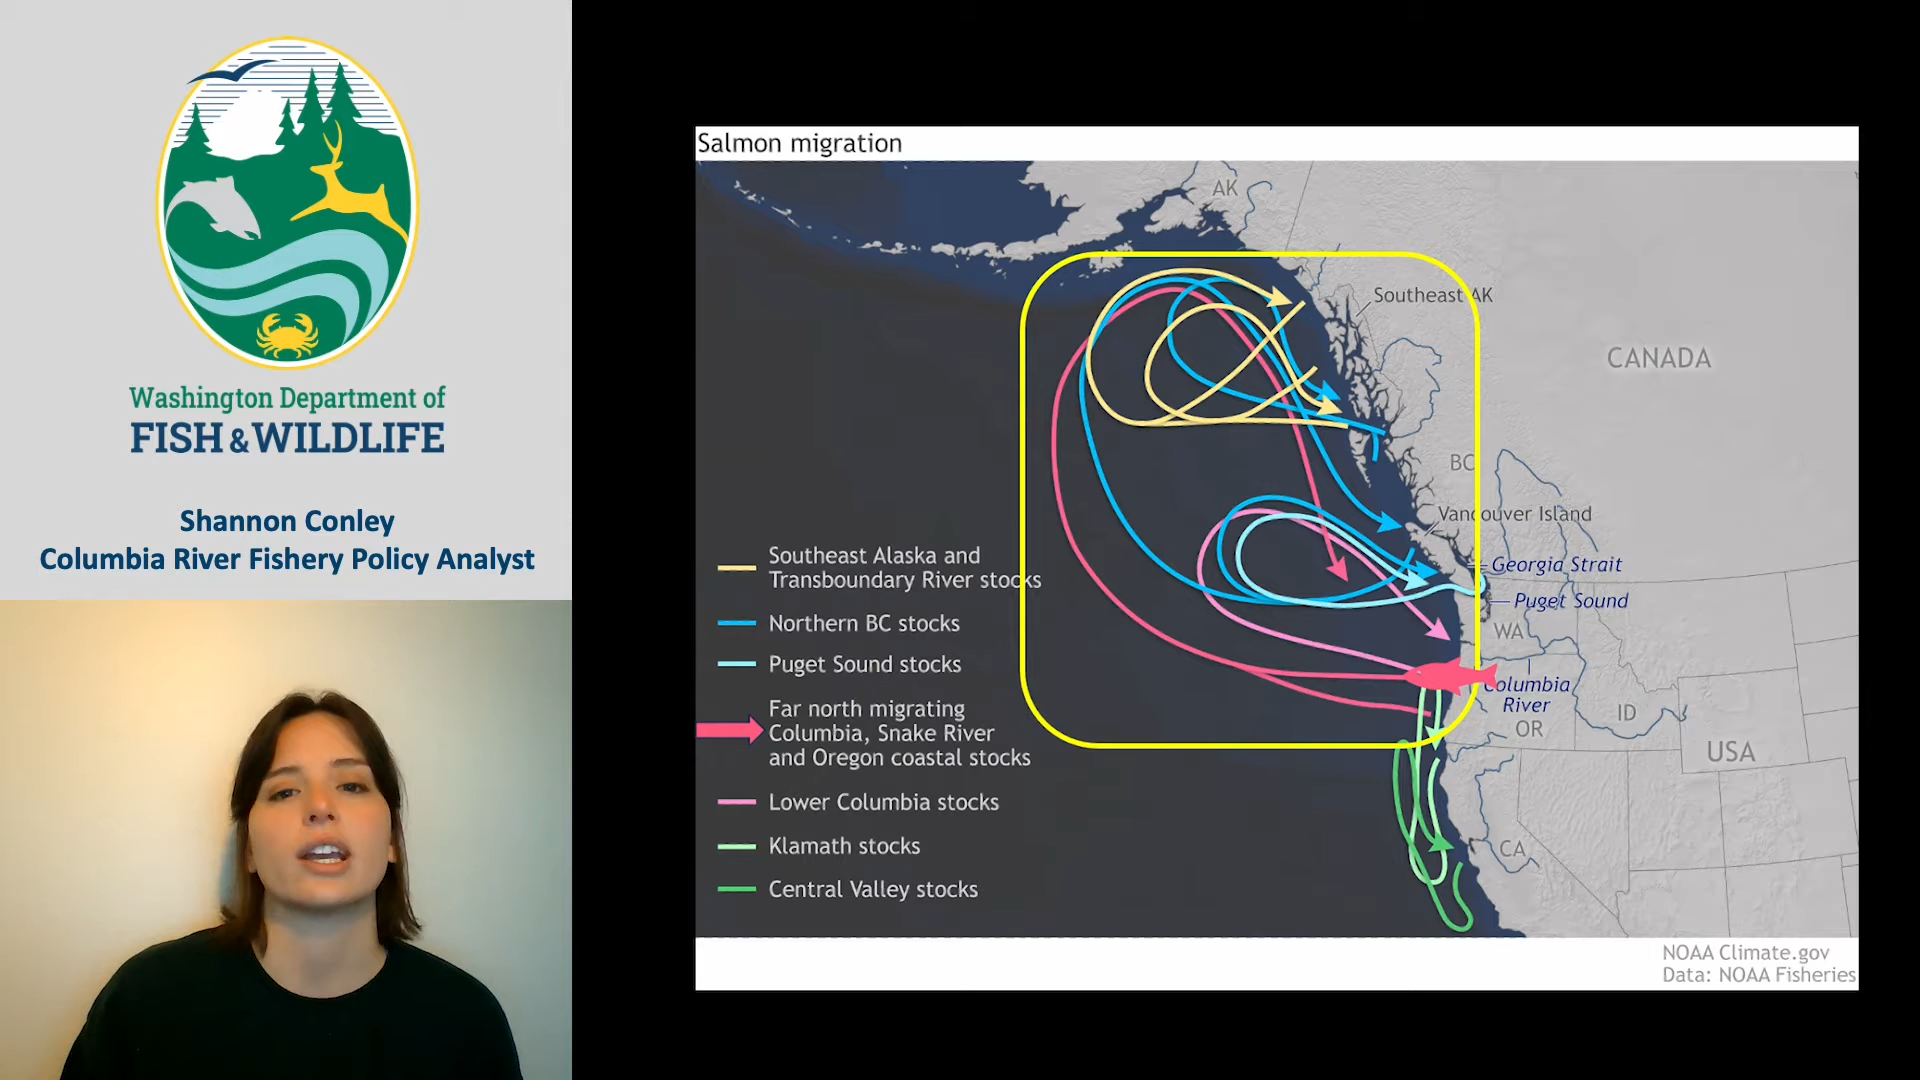 Washington Department of
FISH & WILDLIFE
Shannon Conley
Columbia River Fishery Policy Analyst
Salmon migration
AK
Southeast AK
CANADA
BC
Vancouver Island
Georgia Strait
Puget Sound
WA
Columbia
River
OR
ID
USA
CA
Southeast Alaska and
Transboundary River stocks
Northern BC stocks
Puget Sound stocks
Far north migrating
Columbia, Snake River
and Oregon coastal stocks
Lower Columbia stocks
Klamath stocks
Central Valley stocks
NOAA Climate.gov
Data: NOAA Fisheries